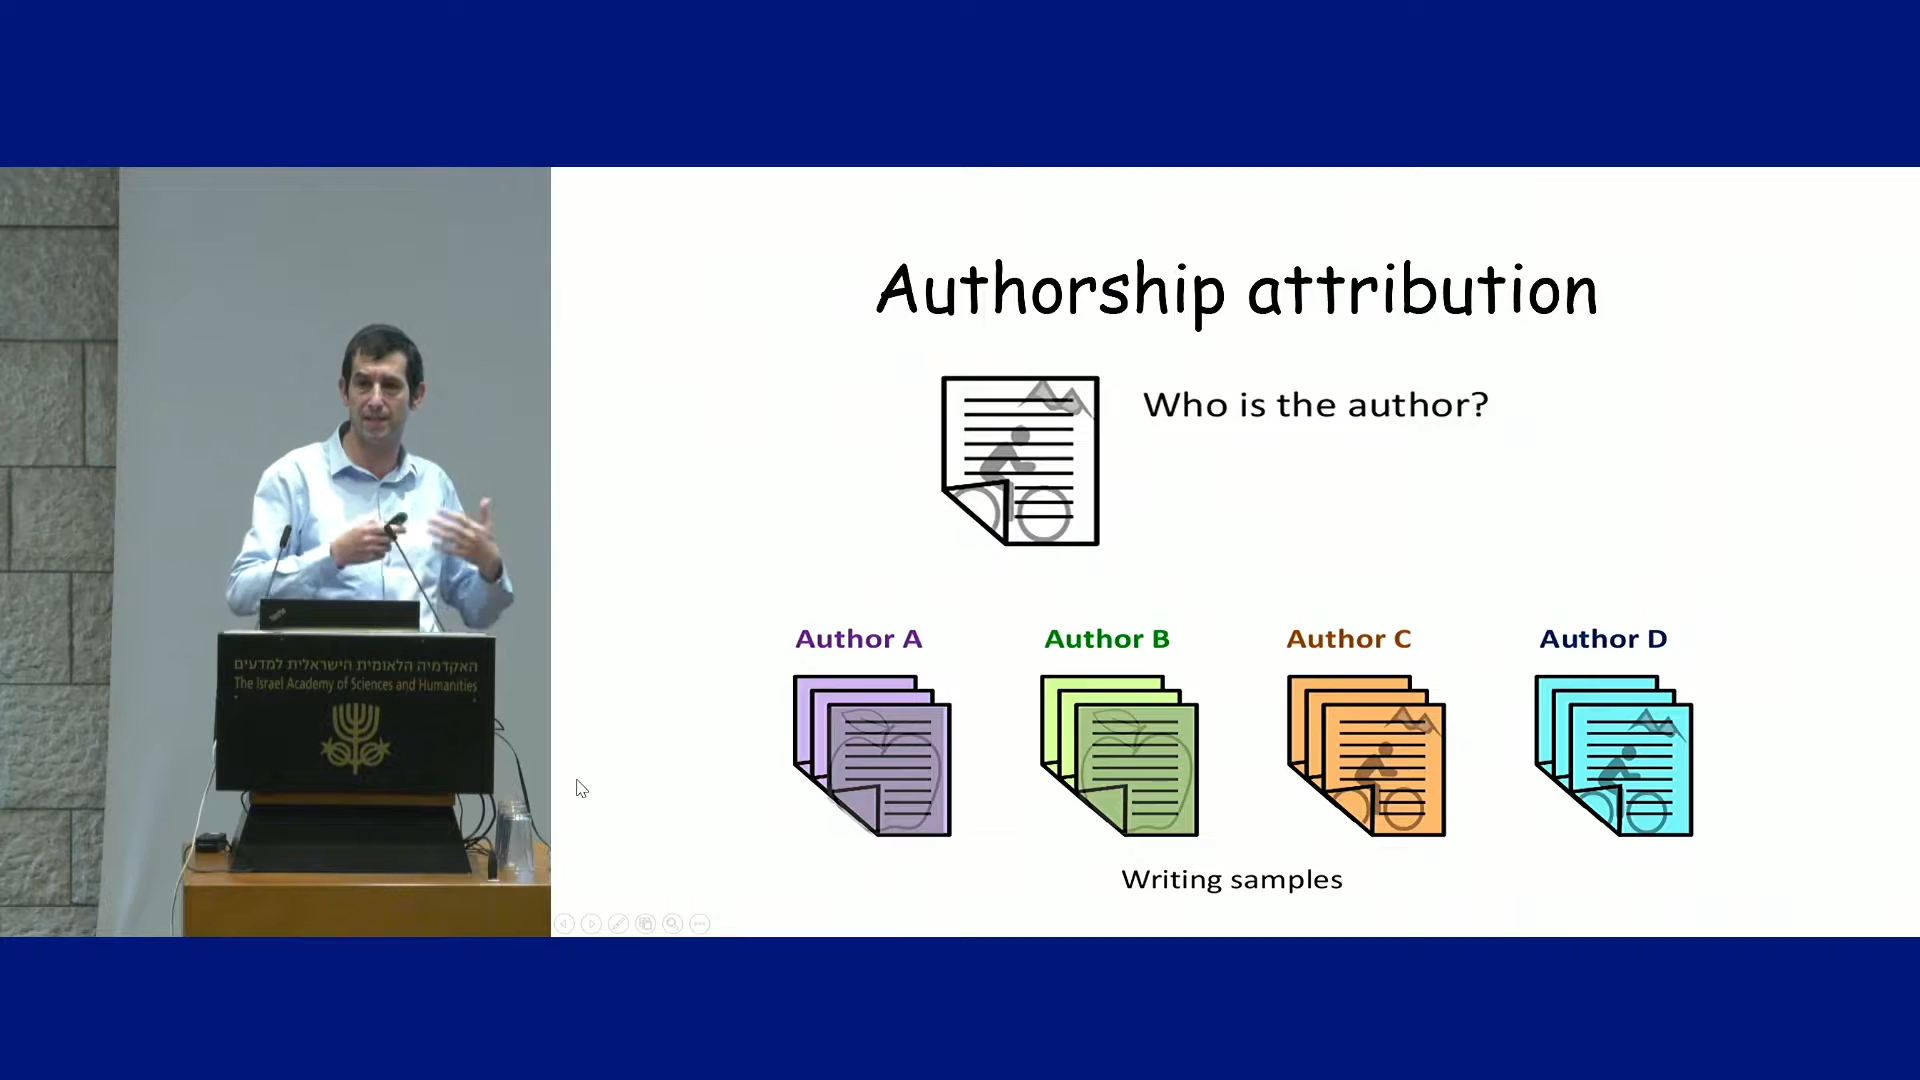 Authorship attribution
Who is the author?
Author A
Author B
Author C
Author D
Writing samples
האקדמיה הלאומית הישראלית למדעים
The Israel Academy of Sciences and Humanities